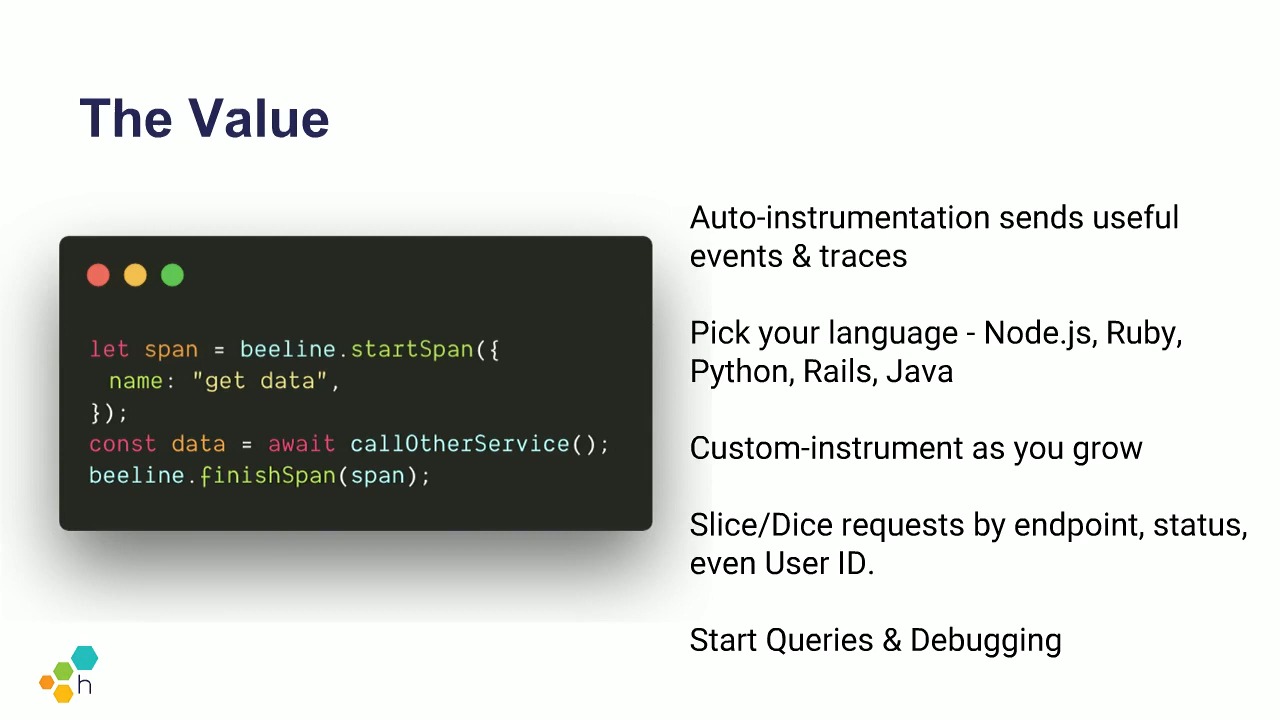 The Value
let span = beeline.startSpan({
name: "get data",
});
const data = await callOtherService();
beeline.finishSpan(span);
Auto-instrumentation sends useful
events & traces
Pick your language - Node.js, Ruby,
Python, Rails, Java
Custom-instrument as you grow
Slice/Dice requests by endpoint, status,
even User ID.
Start Queries & Debugging
h